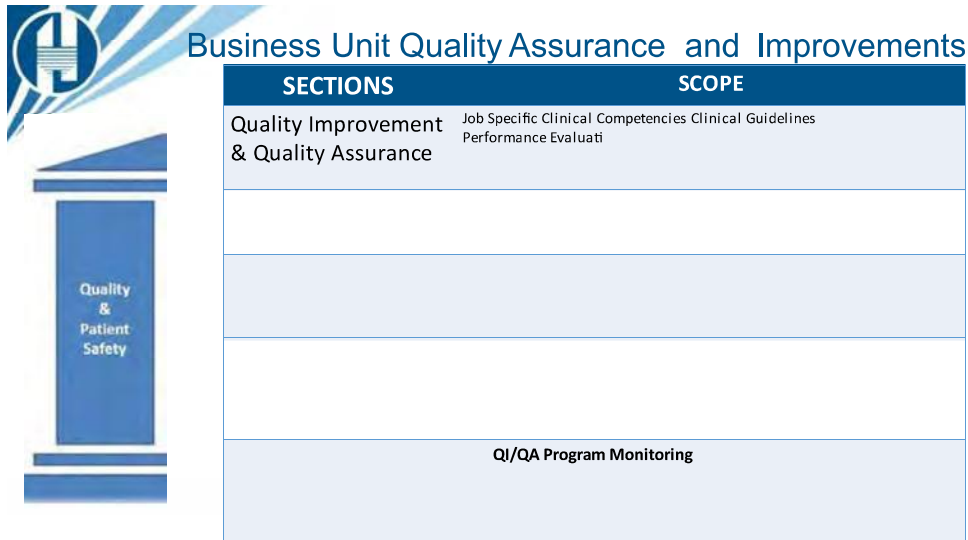 Business Unit Quality Assurance and Improvements
SECTIONS
SCOPE
Quality Improvement
& Quality Assurance
Job Specific Clinical Competencies Clinical Guidelines
Performance Evaluati
Quality
&
Patient
Safety
QI/QA Program Monitoring